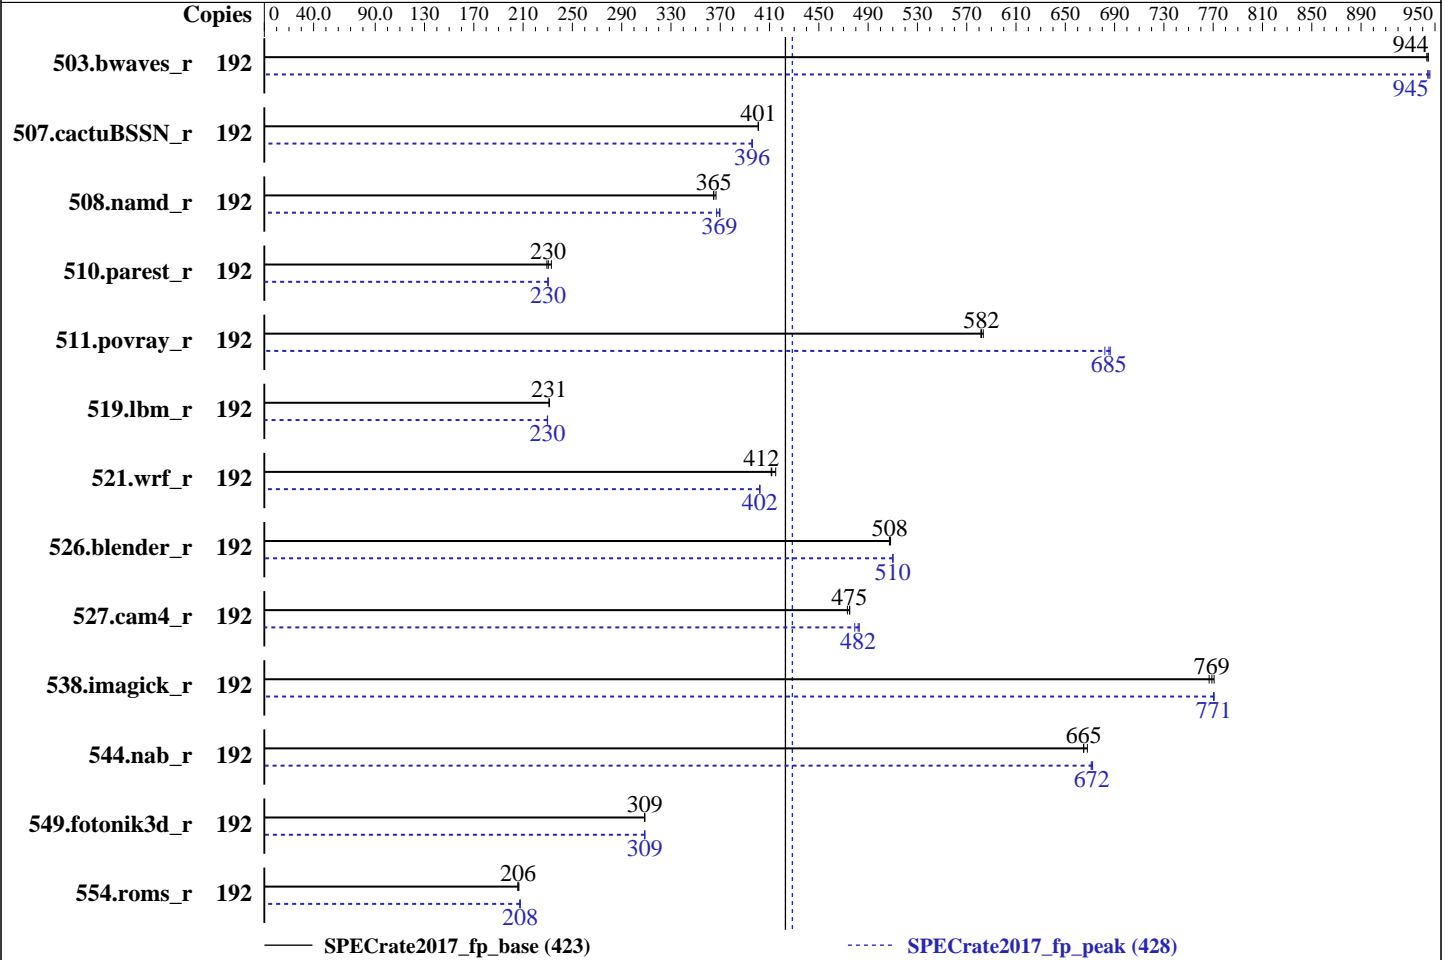 Copies 0 40.0 90.0 130 170 210 250 290 330 370 410 450 490 530 570 610 650 690 730 770 810 850 890 950
944
503.bwaves_r 192
945
401
507.cactuBSSN_r 192
396
365
508.namd_r 192
369
230
510.parest_r 192
230
582
511.povray_r 192
685
231
519.lbm_r 192
230
412
521.wrf_r 192
402
508
526.blender_r 192
510
475
527.cam4_r 192
482
769
538.imagick_r 192
771
665
544.nab_r 192
672
309
549.fotonik3d_r 192
309
206
554.roms_r 192
208
SPECrate2017_fp_base (423) SPECrate2017_fp_peak (428)